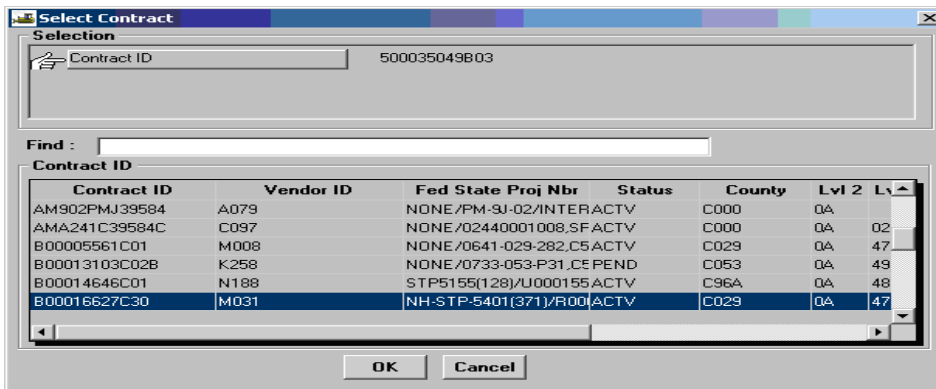 Select Contract
Selection
Contract ID 500035049B03
Find :
Contract ID
Contract ID Vendor ID Fed State Proj Nbr Status County Lvl 2 Lv
AM902PMJ39584 A079 NONE/PM-9J-02/INTER ACTV C000 0A
AMA241C39584C C097 NONE/02440001008,SF ACTV C000 0A 02
B00005561C01 M008 NONE/0641-029-282,C5 ACTV C029 0A 47
B00013103C02B K258 NONE/0733-053-P31,C5 PEND C053 0A 49
B00014646C01 N188 STP5155(128)/U000155 ACTV C96A 0A 48
B00016627C30 M031 NH-STP-5401(371)/R00 ACTV C029 0A 47
OK Cancel